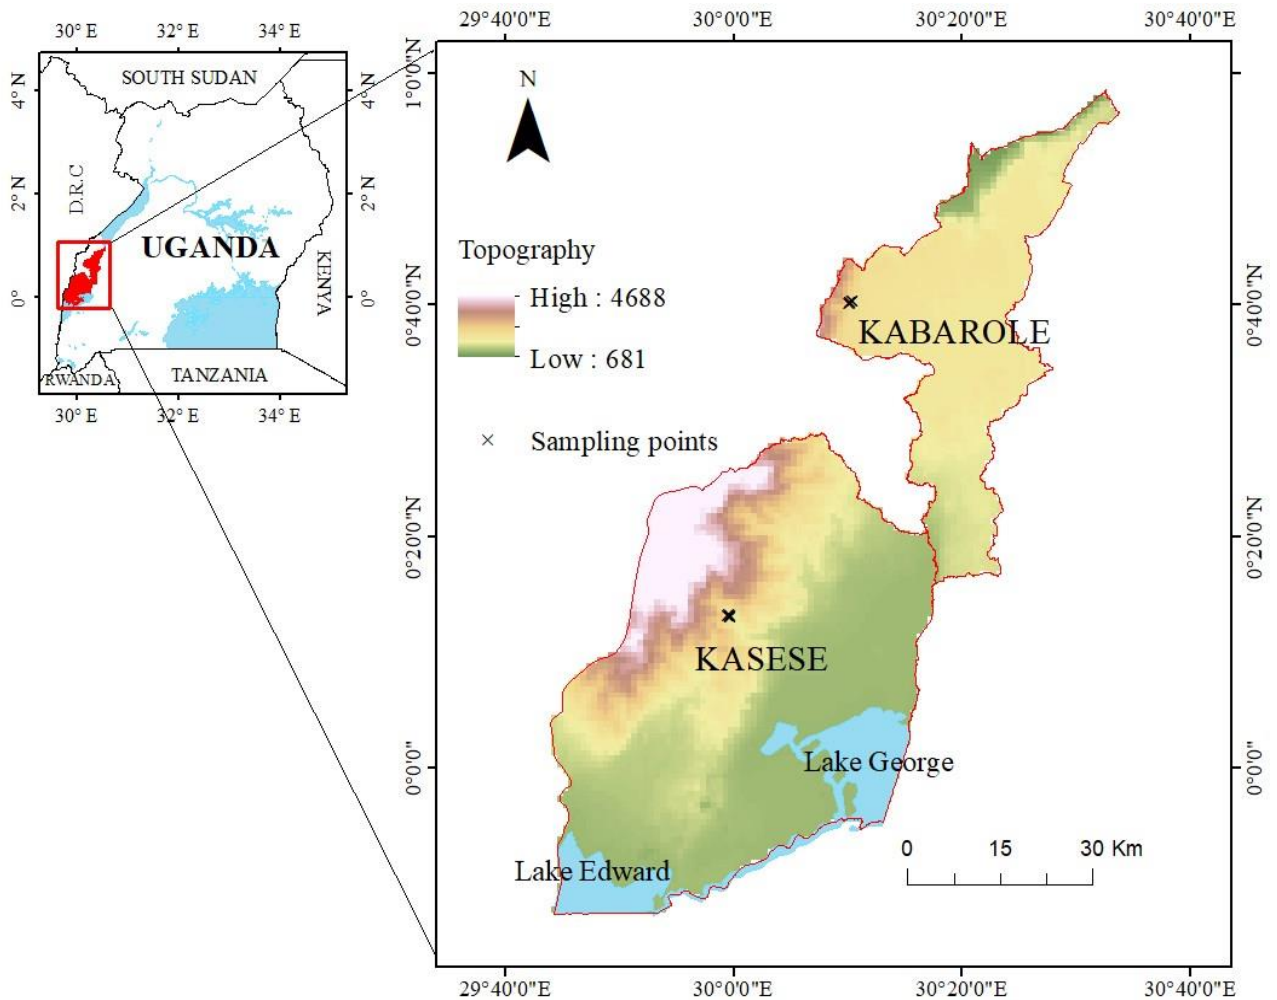 30° E 32° E 34° E
29°40'0"E 30°0'0"E 30°20'0"E 30°40'0"E
SOUTH SUDAN
4° N
4° N
1°0'0"N
1°0'0"N
N
D.R.C
2° N
2° N
UGANDA
KENYA
Topography
High : 4688
Low : 681
0°
0°
0°40'0"N
0°40'0"N
KABAROLE
RWANDA
TANZANIA
30° E 32° E 34° E
Sampling points
0°20'0"N
0°20'0"N
KASESE
0°0'0"
0°0'0"
Lake George
Lake Edward
0 15 30 Km
29°40'0"E 30°0'0"E 30°20'0"E 30°40'0"E